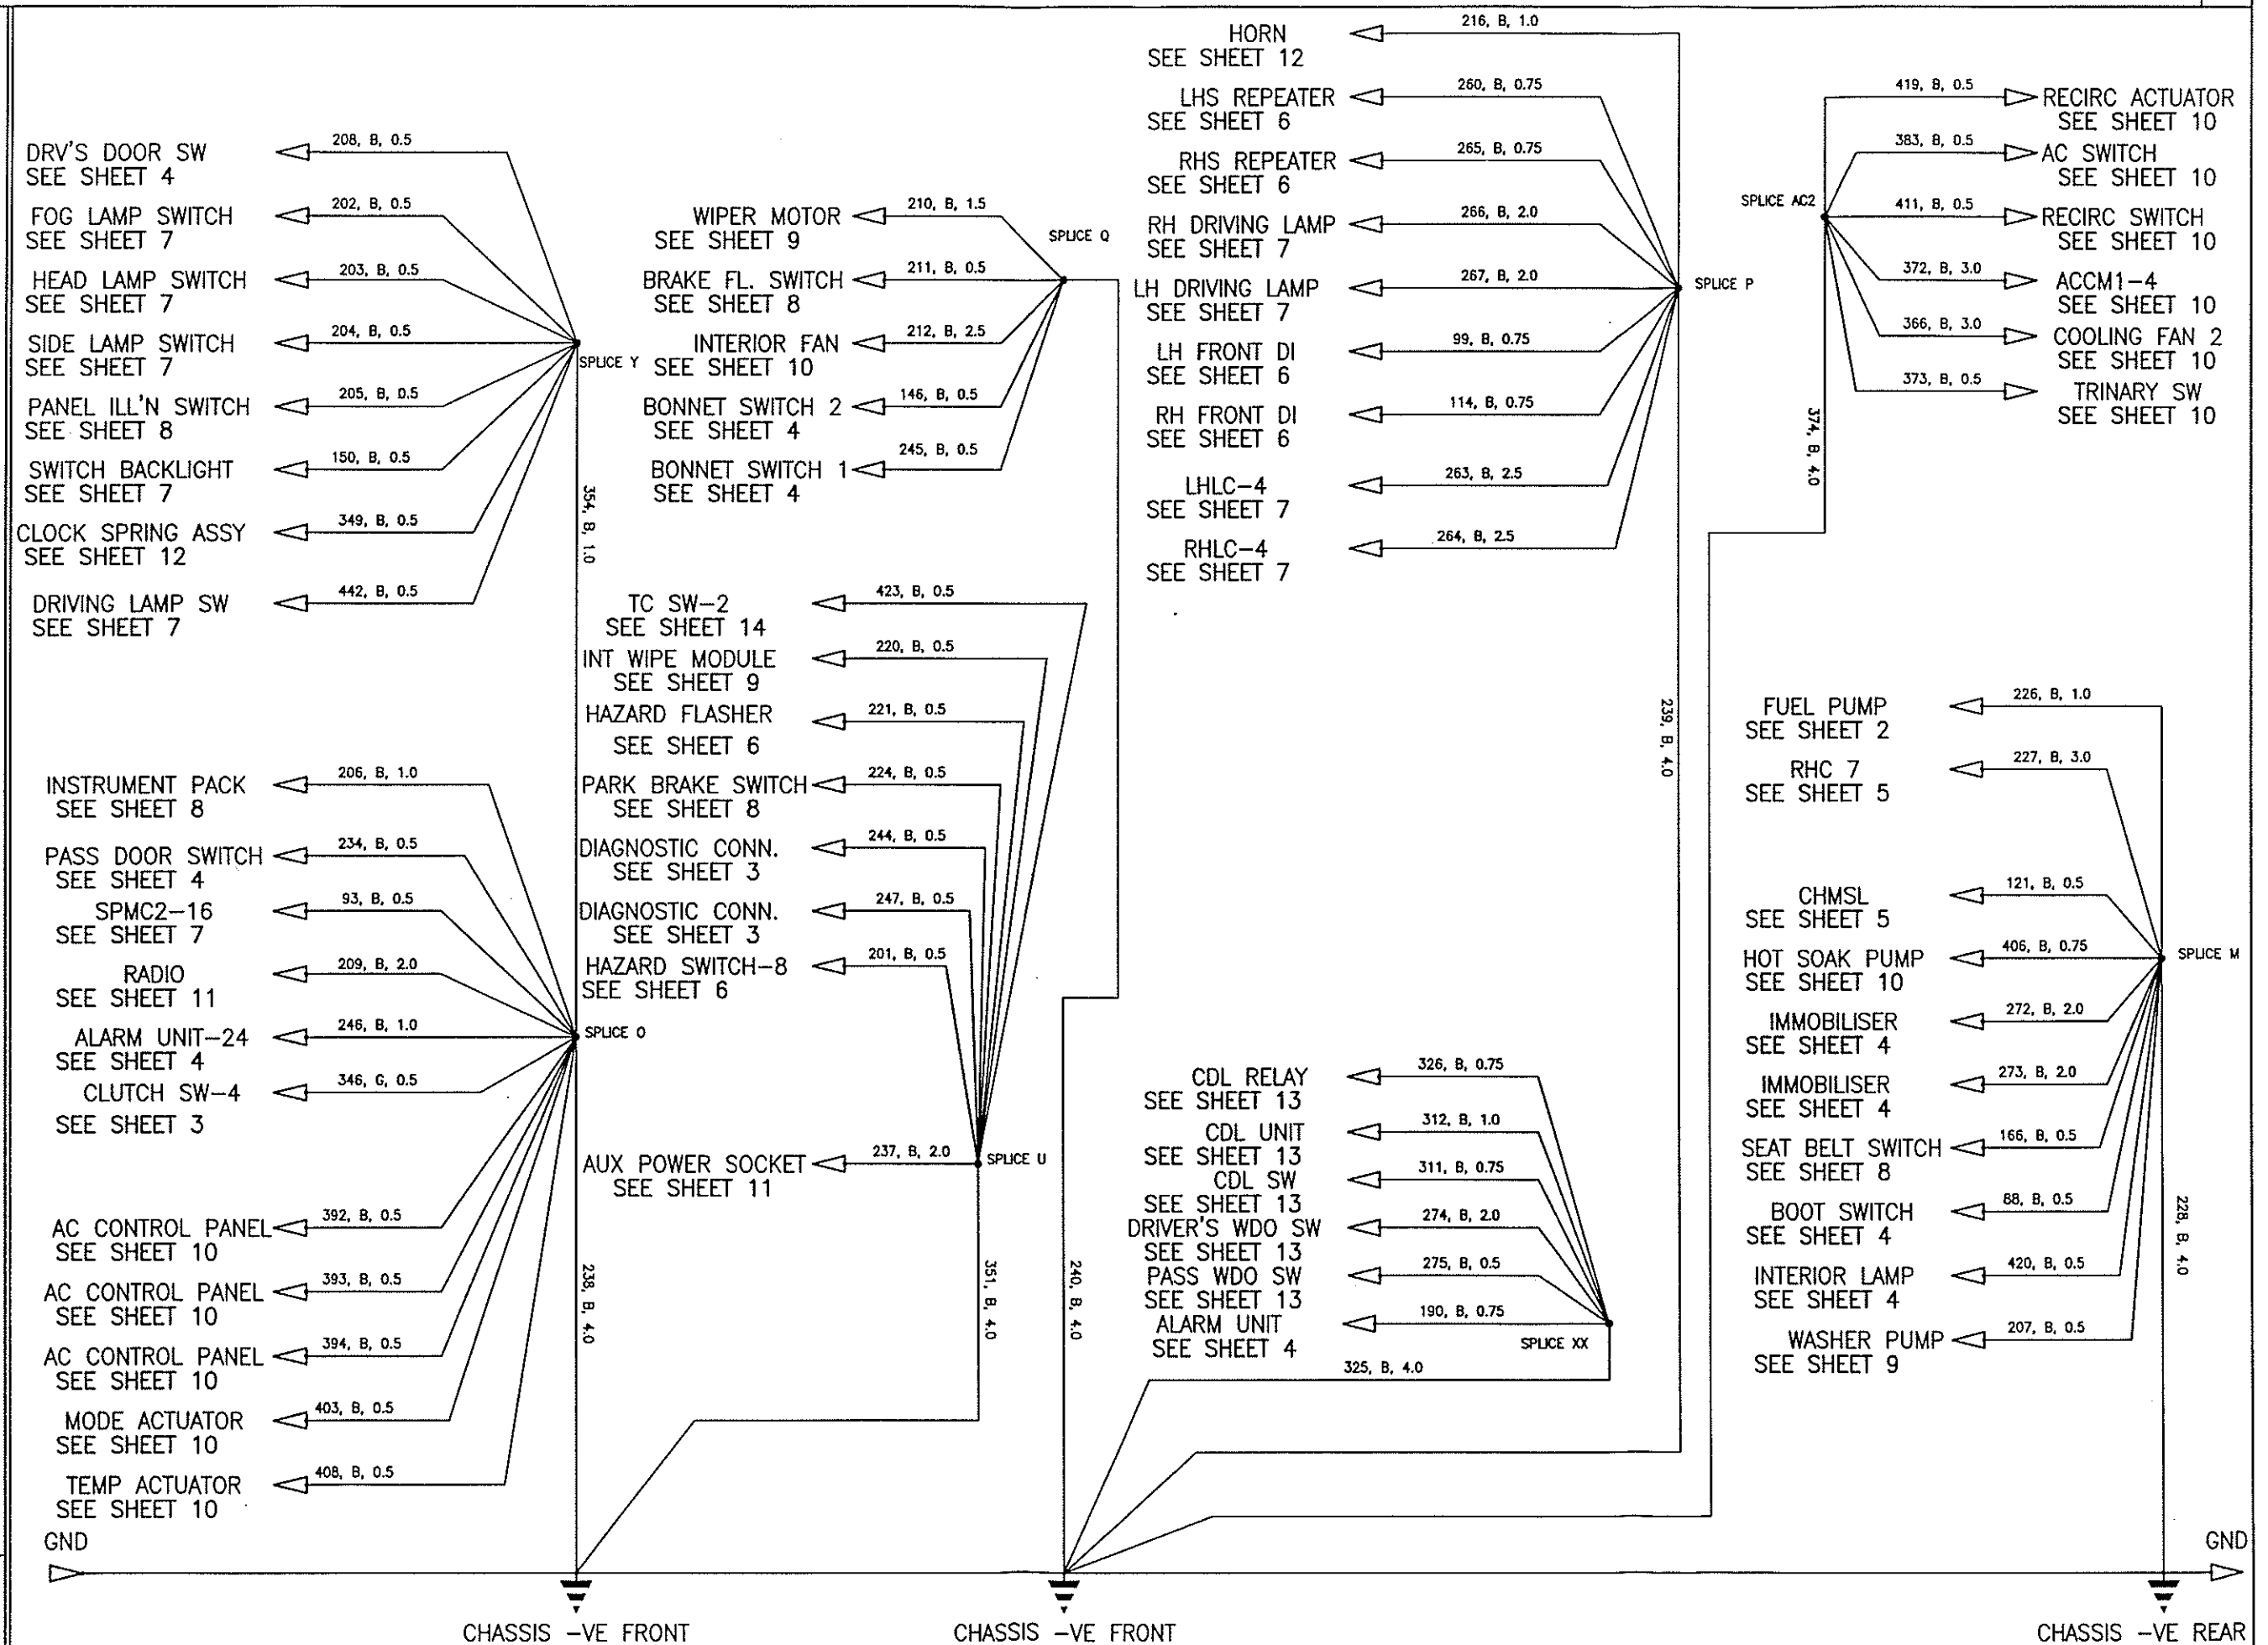 DRV'S DOOR SW
SEE SHEET 4
208, B, 0.5
FOG LAMP SWITCH
SEE SHEET 7
202, B, 0.5
HEAD LAMP SWITCH
SEE SHEET 7
203, B, 0.5
SIDE LAMP SWITCH
SEE SHEET 7
204, B, 0.5
PANEL ILL'N SWITCH
SEE SHEET 8
205, B, 0.5
SWITCH BACKLIGHT
SEE SHEET 7
150, B, 0.5
CLOCK SPRING ASSY
SEE SHEET 12
349, B, 0.5
DRIVING LAMP SW
SEE SHEET 7
442, B, 0.5
SPLICE Y
354, B, 1.0
INSTRUMENT PACK
SEE SHEET 8
206, B, 1.0
PASS DOOR SWITCH
SEE SHEET 4
234, B, 0.5
SPMC2-16
SEE SHEET 7
93, B, 0.5
RADIO
SEE SHEET 11
209, B, 2.0
ALARM UNIT-24
SEE SHEET 4
246, B, 1.0
CLUTCH SW-4
SEE SHEET 3
346, G, 0.5
SPLICE O
AC CONTROL PANEL
SEE SHEET 10
392, B, 0.5
AC CONTROL PANEL
SEE SHEET 10
393, B, 0.5
AC CONTROL PANEL
SEE SHEET 10
394, B, 0.5
MODE ACTUATOR
SEE SHEET 10
403, B, 0.5
TEMP ACTUATOR
SEE SHEET 10
408, B, 0.5
238, B, 4.0
GND
CHASSIS -VE FRONT
WIPER MOTOR
SEE SHEET 9
210, B, 1.5
SPLICE Q
BRAKE FL. SWITCH
SEE SHEET 8
211, B, 0.5
INTERIOR FAN
SEE SHEET 10
212, B, 2.5
BONNET SWITCH 2
SEE SHEET 4
146, B, 0.5
BONNET SWITCH 1
SEE SHEET 4
245, B, 0.5
TC SW-2
SEE SHEET 14
423, B, 0.5
INT WIPE MODULE
SEE SHEET 9
220, B, 0.5
HAZARD FLASHER
SEE SHEET 6
221, B, 0.5
PARK BRAKE SWITCH
SEE SHEET 8
224, B, 0.5
DIAGNOSTIC CONN.
SEE SHEET 3
244, B, 0.5
DIAGNOSTIC CONN.
SEE SHEET 3
247, B, 0.5
HAZARD SWITCH-8
SEE SHEET 6
201, B, 0.5
AUX POWER SOCKET
SEE SHEET 11
237, B, 2.0
SPLICE U
351, B, 4.0
240, B, 4.0
CHASSIS -VE FRONT
HORN
SEE SHEET 12
216, B, 1.0
LHS REPEATER
SEE SHEET 6
260, B, 0.75
RHS REPEATER
SEE SHEET 6
265, B, 0.75
RH DRIVING LAMP
SEE SHEET 7
266, B, 2.0
LH DRIVING LAMP
SEE SHEET 7
267, B, 2.0
SPLICE P
LH FRONT DI
SEE SHEET 6
99, B, 0.75
RH FRONT DI
SEE SHEET 6
114, B, 0.75
LHLC-4
SEE SHEET 7
263, B, 2.5
RHLC-4
SEE SHEET 7
264, B, 2.5
239, B, 4.0
CDL RELAY
SEE SHEET 13
326, B, 0.75
CDL UNIT
SEE SHEET 13
312, B, 1.0
CDL SW
SEE SHEET 13
311, B, 0.75
DRIVER'S WDO SW
SEE SHEET 13
274, B, 2.0
PASS WDO SW
SEE SHEET 13
275, B, 0.5
ALARM UNIT
SEE SHEET 4
190, B, 0.75
SPLICE XX
325, B, 4.0
419, B, 0.5
RECIRC ACTUATOR
SEE SHEET 10
383, B, 0.5
AC SWITCH
SEE SHEET 10
SPLICE AC2
411, B, 0.5
RECIRC SWITCH
SEE SHEET 10
372, B, 3.0
ACCM1-4
SEE SHEET 10
366, B, 3.0
COOLING FAN 2
SEE SHEET 10
373, B, 0.5
TRINARY SW
SEE SHEET 10
374, B, 4.0
FUEL PUMP
SEE SHEET 2
226, B, 1.0
RHC 7
SEE SHEET 5
227, B, 3.0
CHMSL
SEE SHEET 5
121, B, 0.5
HOT SOAK PUMP
SEE SHEET 10
406, B, 0.75
SPLICE M
IMMOBILISER
SEE SHEET 4
272, B, 2.0
IMMOBILISER
SEE SHEET 4
273, B, 2.0
SEAT BELT SWITCH
SEE SHEET 8
166, B, 0.5
BOOT SWITCH
SEE SHEET 4
88, B, 0.5
INTERIOR LAMP
SEE SHEET 4
420, B, 0.5
WASHER PUMP
SEE SHEET 9
207, B, 0.5
228, B, 4.0
GND
CHASSIS -VE REAR